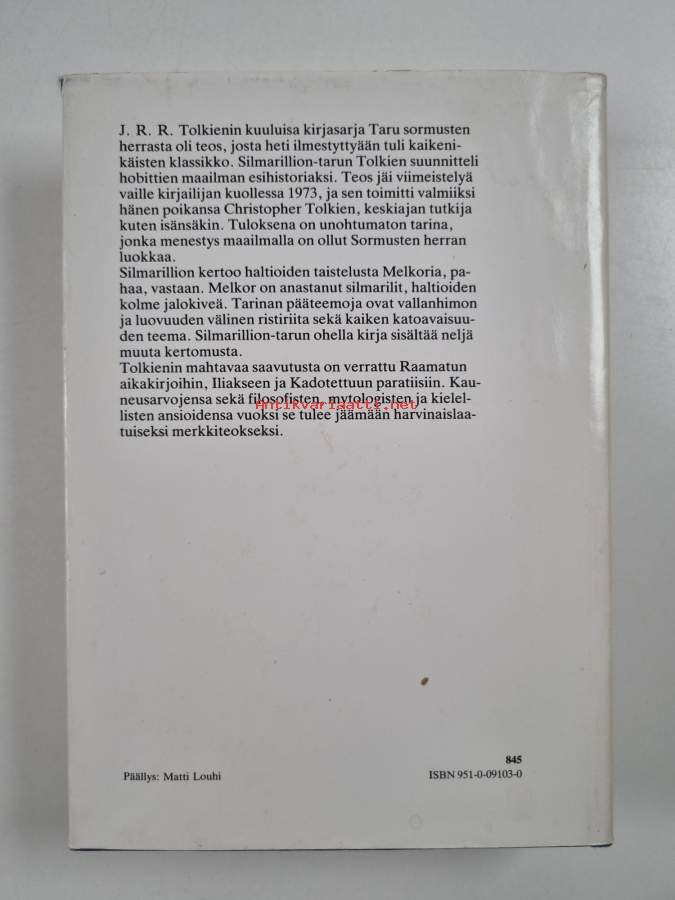 J. R. R. Tolkienin kuuluisa kirjasarja Taru sormusten
herrasta oli teos, josta heti ilmestyttyään tuli kaikeni-
käisten klassikko. Silmarillion-tarun Tolkien suunnitteli
hobittien maailman esihistoriaksi. Teos jäi viimeistelyä
vaille kirjailijan kuollessa 1973, ja sen toimitti valmiiksi
hänen poikansa Christopher Tolkien, keskiajan tutkija
kuten isänsäkin. Tuloksena on unohtumaton tarina,
jonka menestys maailmalla on ollut Sormusten herran
luokkaa.
Silmarillion kertoo haltioiden taistelusta Melkoria, pa-
haa, vastaan. Melkor on anastanut silmarilit, haltioiden
kolme jalokiveä. Tarinan pääteemoja ovat vallanhimon
ja luovuuden välinen ristiriita sekä kaiken katoavaisuu-
den teema. Silmarillion-tarun ohella kirja sisältää neljä
muuta kertomusta.
Tolkienin mahtavaa saavutusta on verrattu Raamatun
aikakirjoihin, Iliakseen ja Kadotettuun paratiisiin. Kau-
neusarvojensa sekä filosofisten, mytologisten ja kielel-
Antikvariaatti.net
listen ansioidensa vuoksi se tulee jäämään harvinaislaa-
tuiseksi merkkiteokseksi.
845
Päällys: Matti Louhi
ISBN 951-0-09103-0